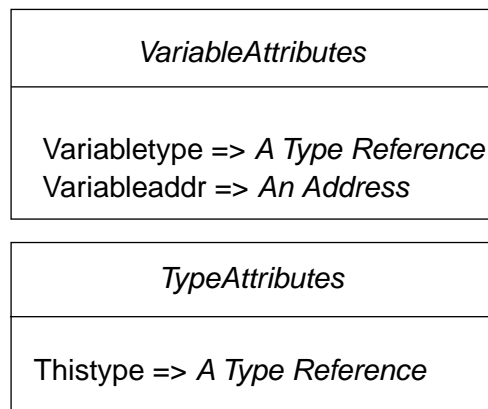 VariableAttributes
Variabletype => A Type Reference
Variableaddr => An Address
TypeAttributes
Thistype => A Type Reference